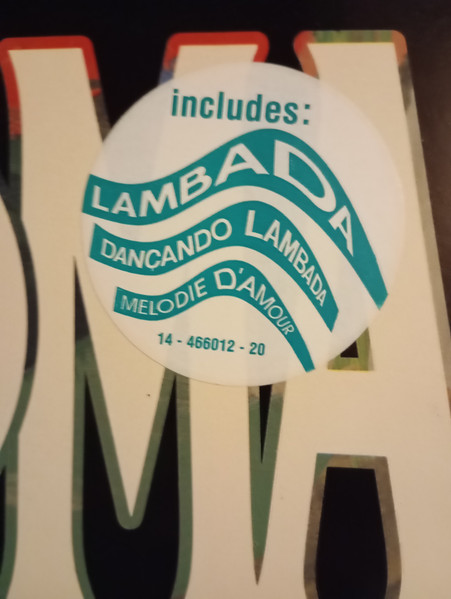 OMA
includes:
LAMBADA
DANÇANDO LAMBADA
MELODIE D'AMOUR
14 - 466012 - 20